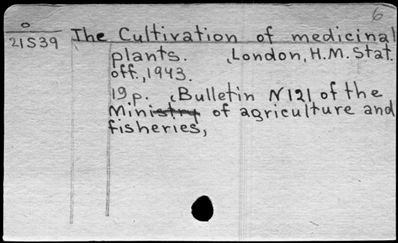 6
o
21539
The Cultivation of medicinal
plants. London, H.M. Stat.
off., 1943.
19 p. Bulletin N 121 of the
Ministry of agriculture and
fisheries,